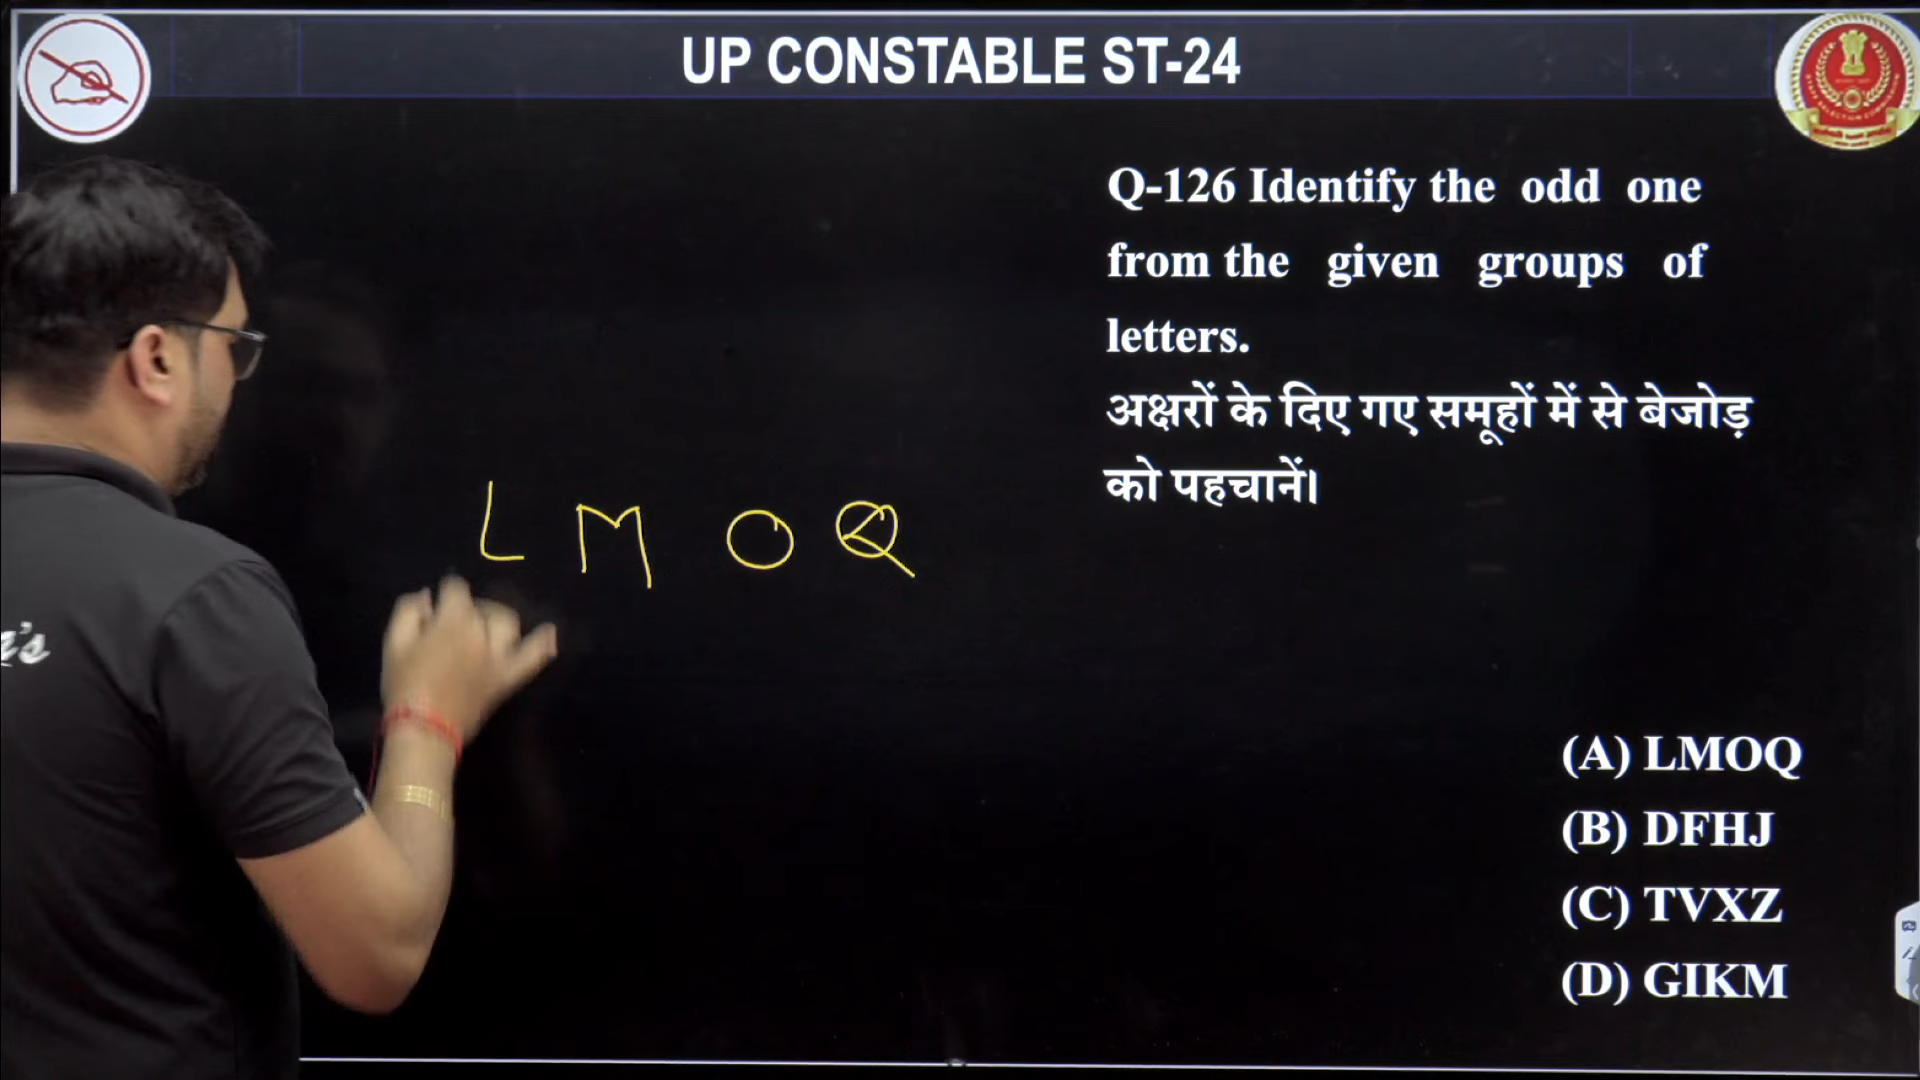 UP CONSTABLE ST-24
Q-126 Identify the odd one
from the given groups of
letters.
अक्षरों के दिए गए समूहों में से बेजोड़
को पहचानें।
L M O Q
(A) LMOQ
(B) DFHJ
(C) TVXZ
(D) GIKM